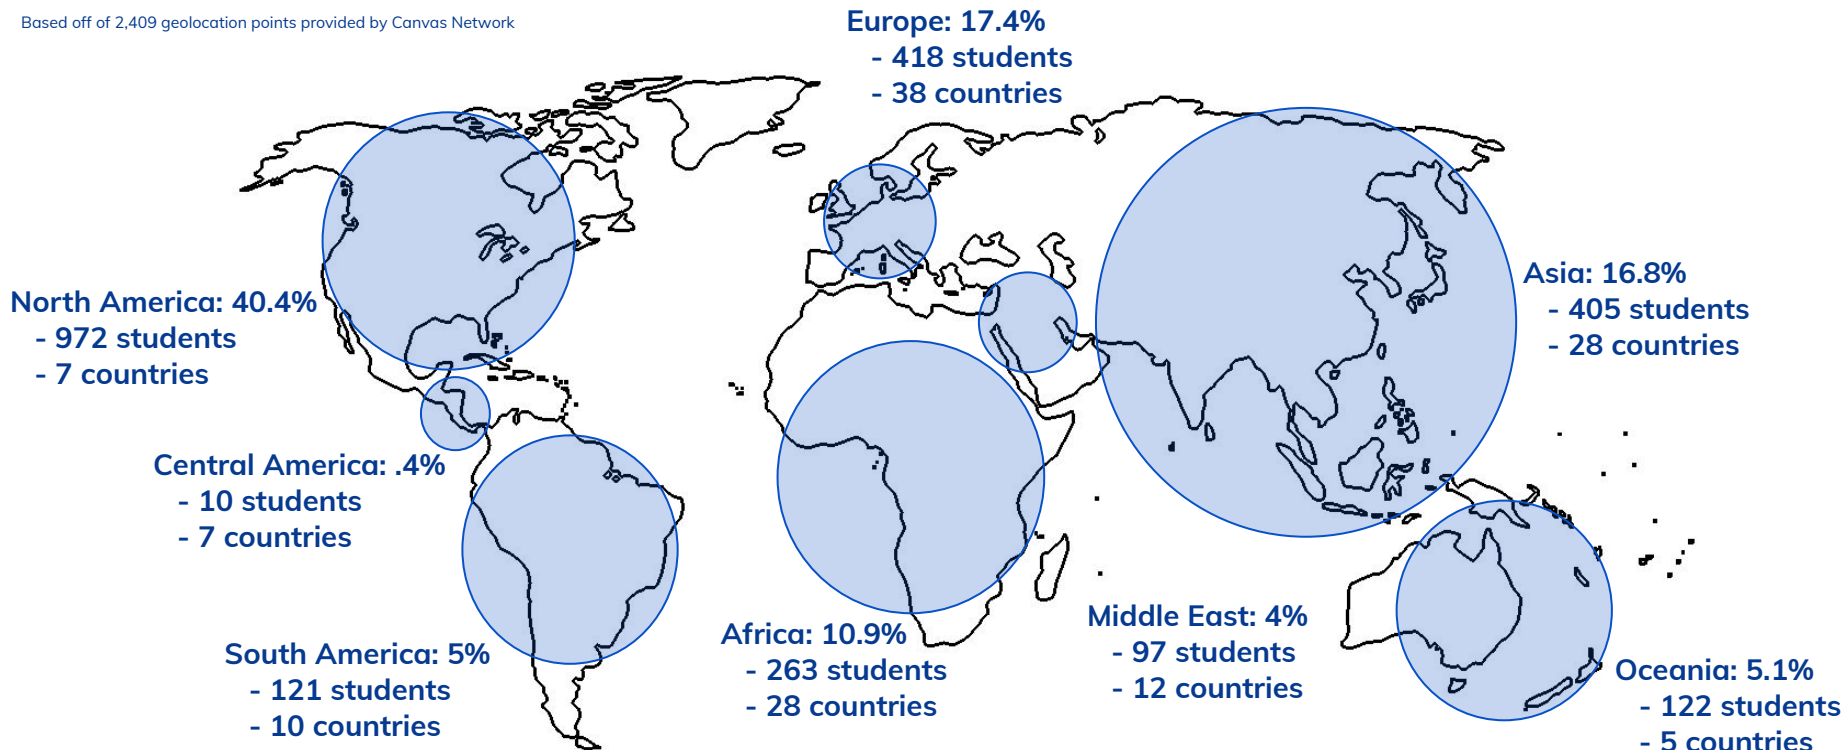 Based off of 2,409 geolocation points provided by Canvas Network
Europe: 17.4%
- 418 students
- 38 countries
North America: 40.4%
- 972 students
- 7 countries
Asia: 16.8%
- 405 students
- 28 countries
Central America: .4%
- 10 students
- 7 countries
South America: 5%
- 121 students
- 10 countries
Africa: 10.9%
- 263 students
- 28 countries
Middle East: 4%
- 97 students
- 12 countries
Oceania: 5.1%
- 122 students
- 5 countries